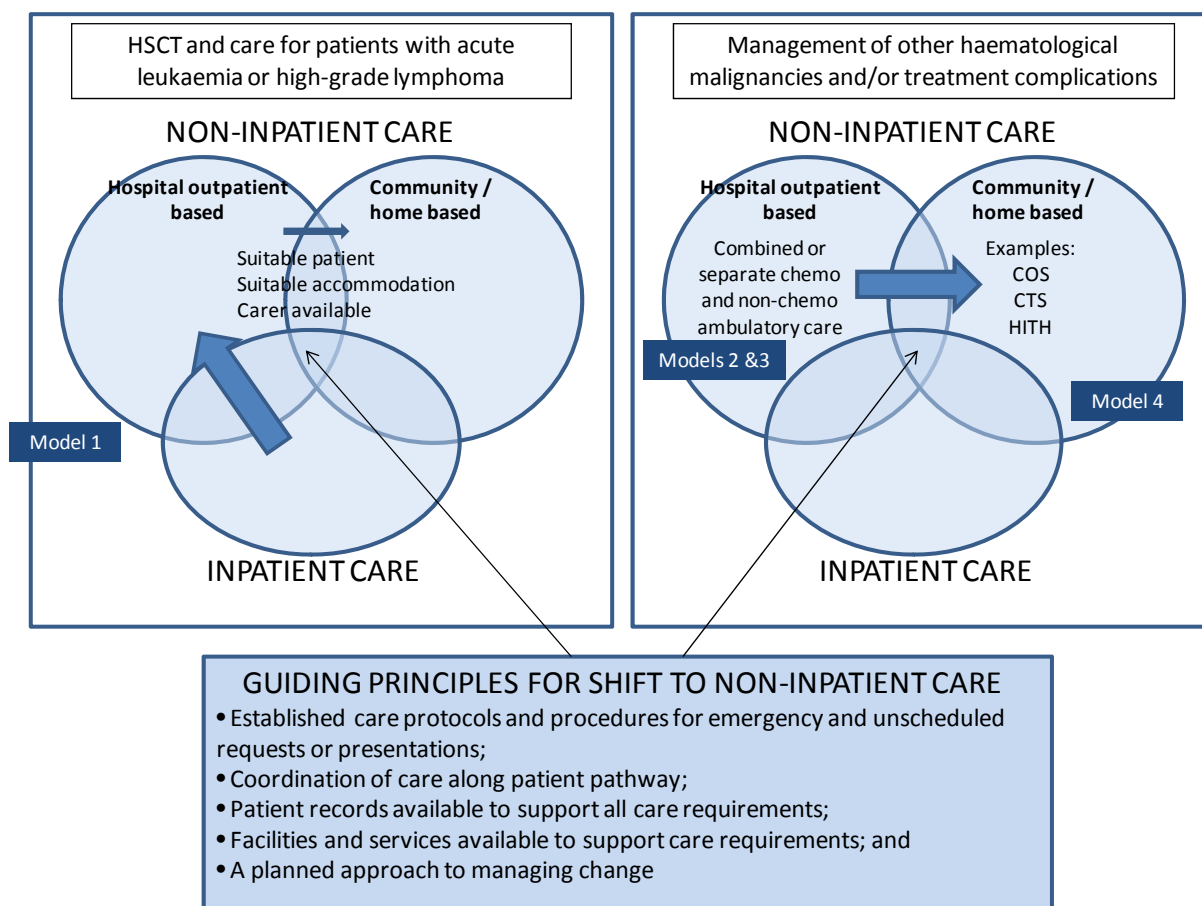 HSCT and care for patients with acute
leukaemia or high-grade lymphoma
NON-INPATIENT CARE
Hospital outpatient
based
Community /
home based
Suitable patient
Suitable accommodation
Carer available
Model 1
INPATIENT CARE
Management of other haematological
malignancies and/or treatment complications
NON-INPATIENT CARE
Hospital outpatient
based
Community /
home based
Combined or
separate chemo
and non-chemo
ambulatory care
Examples:
COS
CTS
HITH
Models 2 &3
Model 4
INPATIENT CARE
GUIDING PRINCIPLES FOR SHIFT TO NON-INPATIENT CARE
•Established care protocols and procedures for emergency and unscheduled
requests or presentations;
•Coordination of care along patient pathway;
•Patient records available to support all care requirements;
•Facilities and services available to support care requirements; and
•A planned approach to managing change